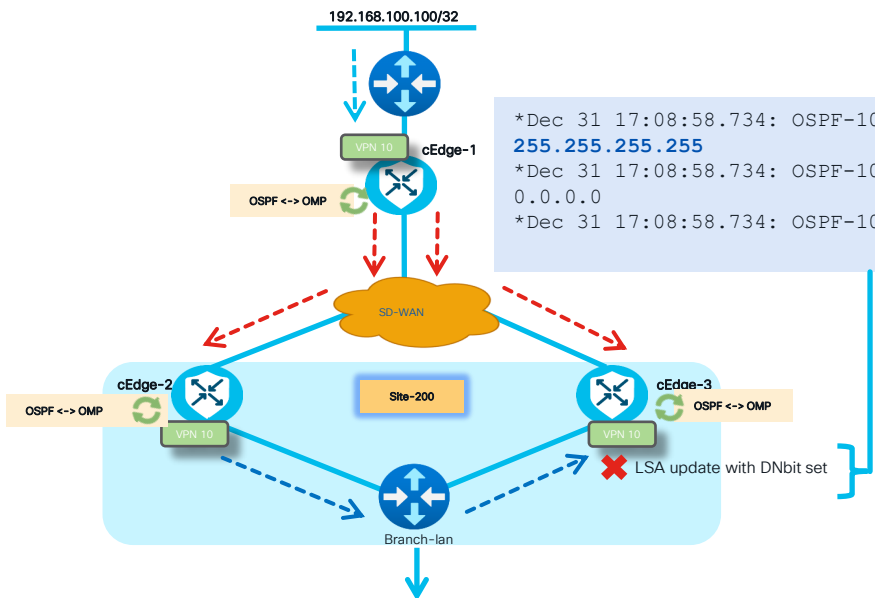 192.168.100.100/32
*Dec 31 17:08:58.734: OSPF-10
255.255.255.255
*Dec 31 17:08:58.734: OSPF-10
0.0.0.0
*Dec 31 17:08:58.734: OSPF-10
VPN 10
cEdge-1
OSPF <-> OMP
SD-WAN
cEdge-2
Site-200
cEdge-3
OSPF <-> OMP
OSPF <-> OMP
VPN 10
VPN 10
LSA update with DNbit set
Branch-lan